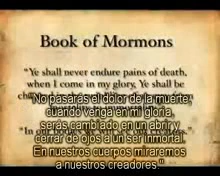 Book of Mormons
"Ye shall never endure pains of death,
when I come in my glory, Ye shall be
"No pasarás el dolor de la muerte,
cuando venga en mi gloria,
serás cambiado en un abrir y
cerrar de ojos a un ser inmortal.
En nuestros cuerpos miraremos
a nuestros creadores,"